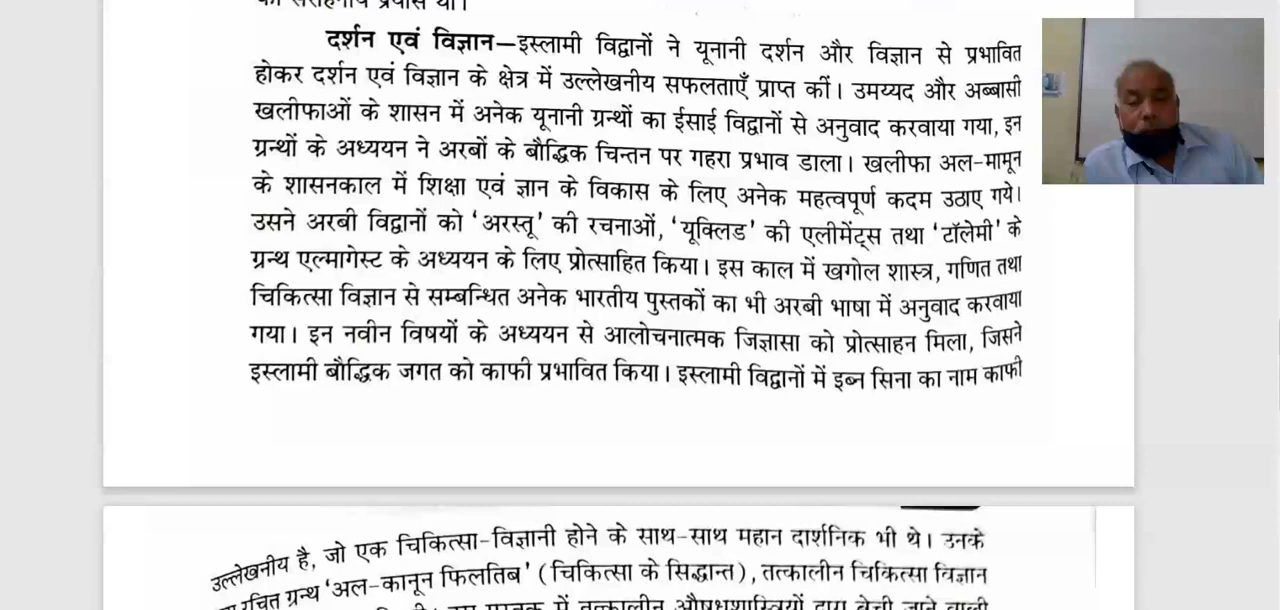 दर्शन एवं विज्ञान—इस्लामी विद्वानों ने यूनानी दर्शन और विज्ञान से प्रभावित
होकर दर्शन एवं विज्ञान के क्षेत्र में उल्लेखनीय सफलताएँ प्राप्त कीं। उमय्यद और अब्बासी
खलीफाओं के शासन में अनेक यूनानी ग्रन्थों का ईसाई विद्वानों से अनुवाद करवाया गया, इन
ग्रन्थों के अध्ययन ने अरबों के बौद्धिक चिन्तन पर गहरा प्रभाव डाला। खलीफा अल-मामून
के शासनकाल में शिक्षा एवं ज्ञान के विकास के लिए अनेक महत्वपूर्ण कदम उठाए गये।
उसने अरबी विद्वानों को 'अरस्तू' की रचनाओं, 'यूक्लिड' की एलीमेंट्स तथा 'टॉलेमी' के
ग्रन्थ एल्मागेस्ट के अध्ययन के लिए प्रोत्साहित किया। इस काल में खगोल शास्त्र, गणित तथा
चिकित्सा विज्ञान से सम्बन्धित अनेक भारतीय पुस्तकों का भी अरबी भाषा में अनुवाद करवाया
गया। इन नवीन विषयों के अध्ययन से आलोचनात्मक जिज्ञासा को प्रोत्साहन मिला, जिसने
इस्लामी बौद्धिक जगत को काफी प्रभावित किया। इस्लामी विद्वानों में इब्न सिना का नाम काफी
उल्लेखनीय है, जो एक चिकित्सा-विज्ञानी होने के साथ-साथ महान दार्शनिक भी थे। उनके
रचित ग्रन्थ 'अल-कानून फिलतिब' (चिकित्सा के सिद्धान्त), तत्कालीन चिकित्सा विज्ञान
में तत्कालीन औषधशास्त्रियों द्वारा बेची जाने वाली